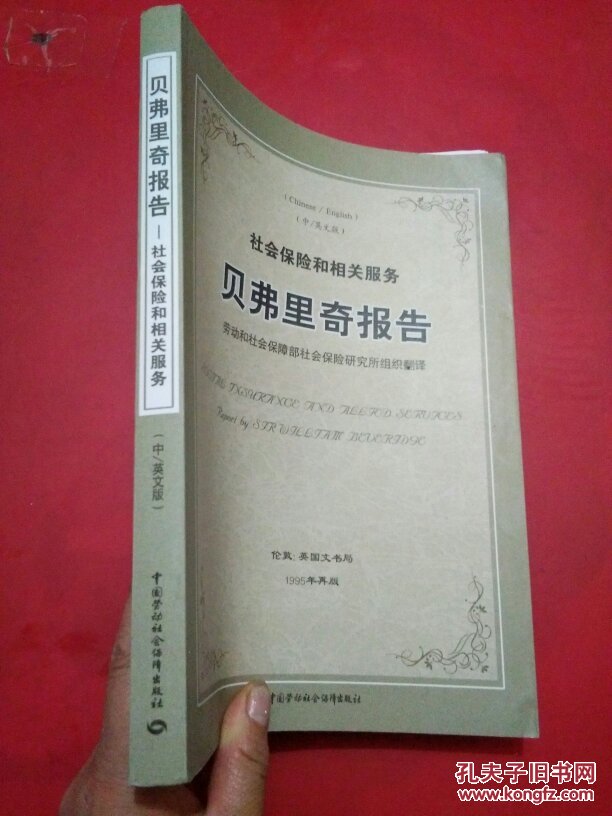 贝弗里奇报告
—社会保险和相关服务
(中/英文版)
中国劳动社会保障出版社
(Chinese / English)
(中/英文版)
社会保险和相关服务
贝弗里奇报告
劳动和社会保障部社会保险研究所组织翻译
SOCIAL INSURANCE AND ALLIED SERVICES
Report by SIR WILLIAM BEVERIDGE
伦敦: 英国文书局
1995年再版
中国劳动社会保障出版社
孔夫子旧书网
www.kongfz.com